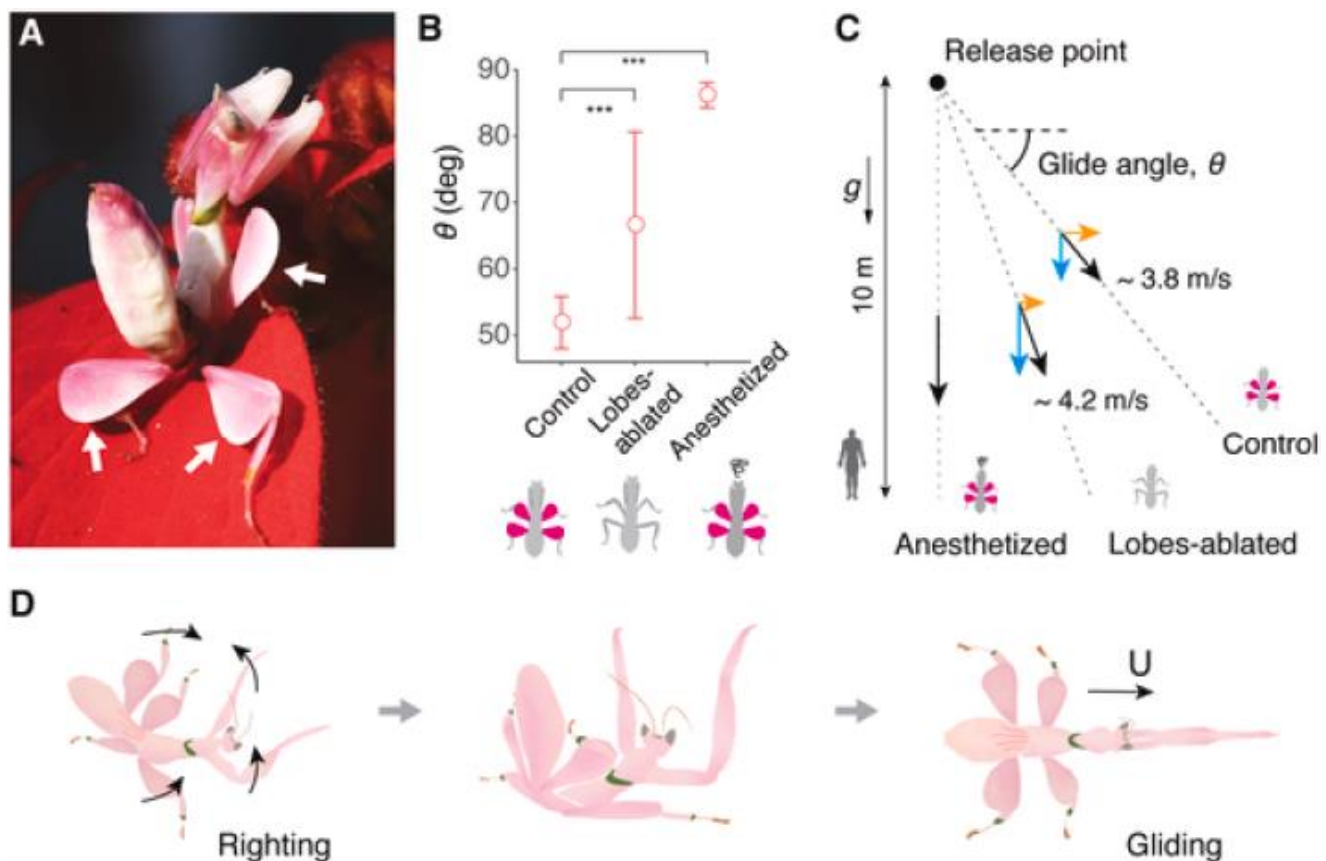 A
B
***
***
90
80
70
60
50
θ (deg)
Control
Lobes-
ablated
Anesthetized
C
Release point
Glide angle, θ
g
10 m
~ 3.8 m/s
~ 4.2 m/s
Control
Anesthetized
Lobes-ablated
D
Righting
U
Gliding